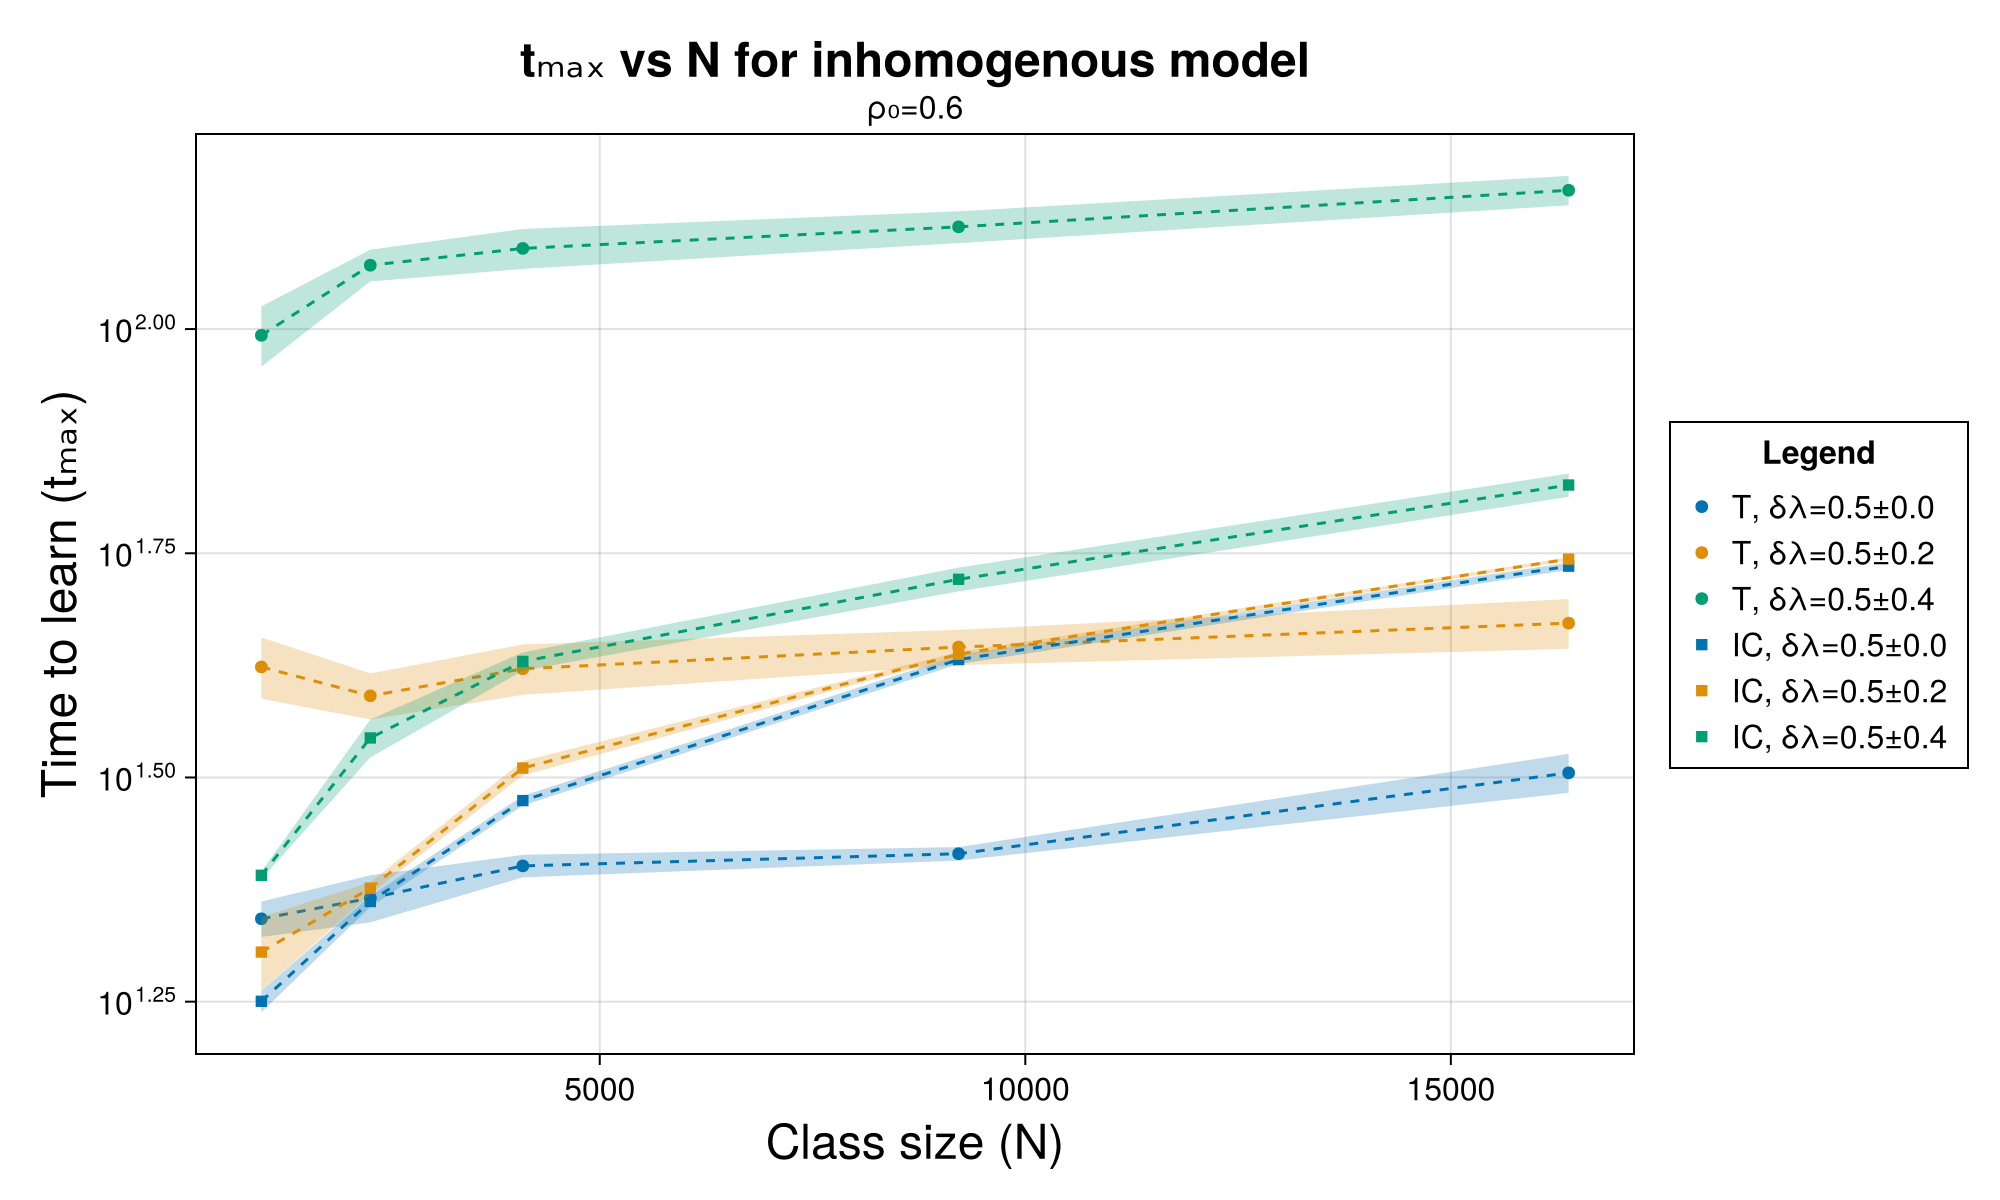 tₘₐₓ vs N for inhomogenous model
ρ₀=0.6
Time to learn (tₘₐₓ)
10^2.00
10^1.75
10^1.50
10^1.25
5000 10000 15000
Class size (N)
Legend
T, δλ=0.5±0.0
T, δλ=0.5±0.2
T, δλ=0.5±0.4
IC, δλ=0.5±0.0
IC, δλ=0.5±0.2
IC, δλ=0.5±0.4